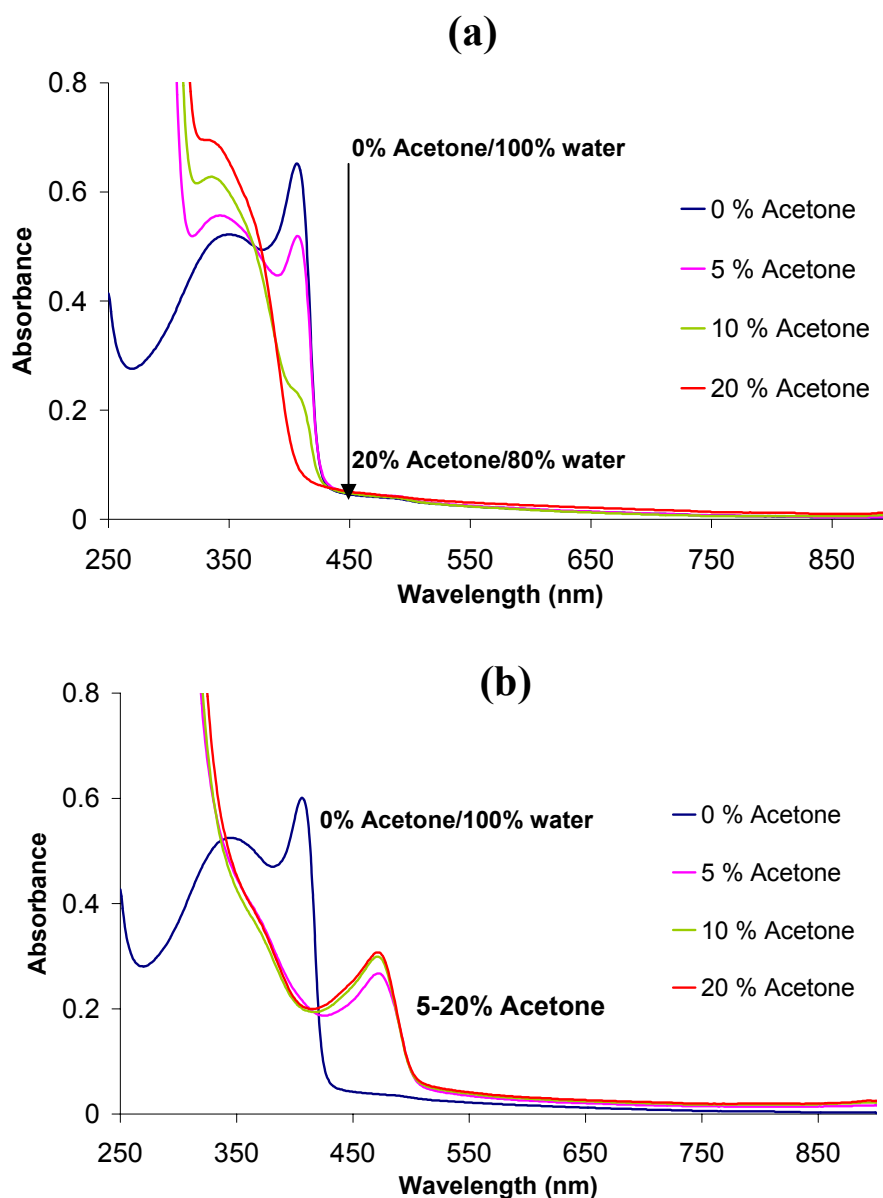 (a)
0.8
0.6
0.4
0.2
0
Absorbance
0% Acetone/100% water
20% Acetone/80% water
0 % Acetone
5 % Acetone
10 % Acetone
20 % Acetone
250 350 450 550 650 750 850
Wavelength (nm)
(b)
0.8
0.6
0.4
0.2
0
Absorbance
0% Acetone/100% water
5-20% Acetone
0 % Acetone
5 % Acetone
10 % Acetone
20 % Acetone
250 350 450 550 650 750 850
Wavelength (nm)